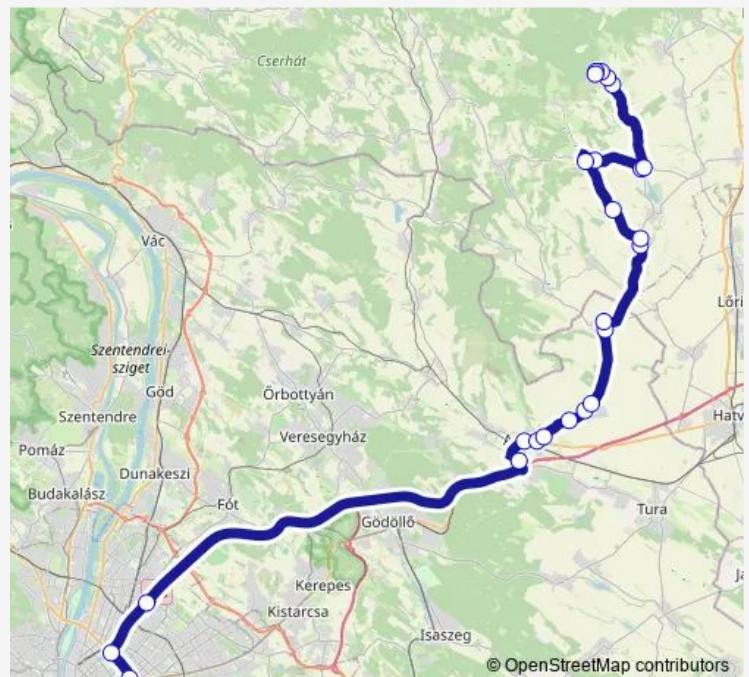 Cserhát
Vác
Lőri
Szentendrei-
sziget
Göd
Őrbottyán
Szentendre
Hatv
Veresegyház
Pomáz
Dunakeszi
Budakalász
Fót
Tura
Gödöllő
Kerepes
Ja
Kistarcsa
Isaszeg
© OpenStreetMap contributors